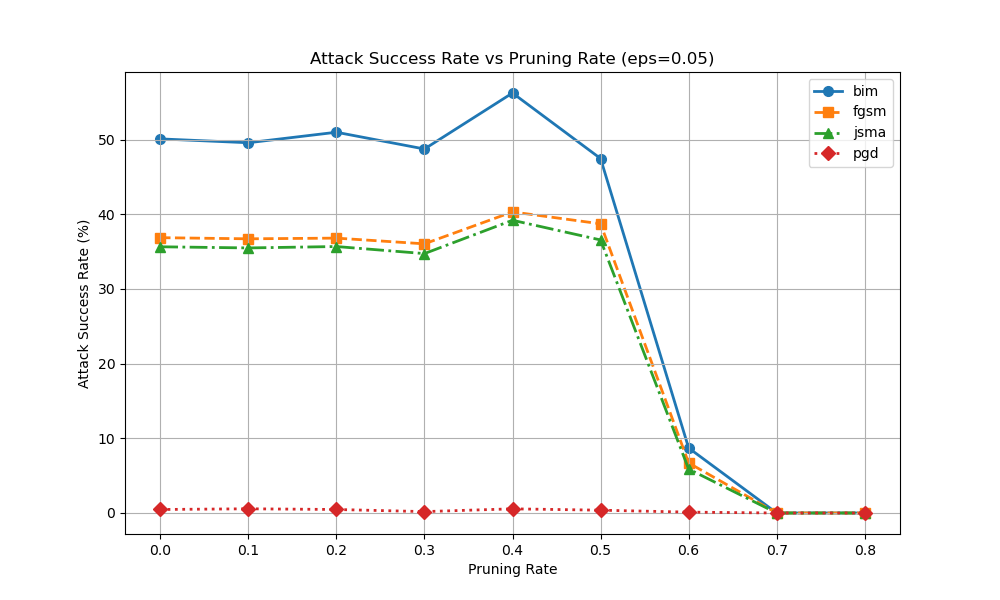 Attack Success Rate vs Pruning Rate (eps=0.05)
bim
fgsm
jsma
pgd
Attack Success Rate (%)
50
40
30
20
10
0
0.0 0.1 0.2 0.3 0.4 0.5 0.6 0.7 0.8
Pruning Rate